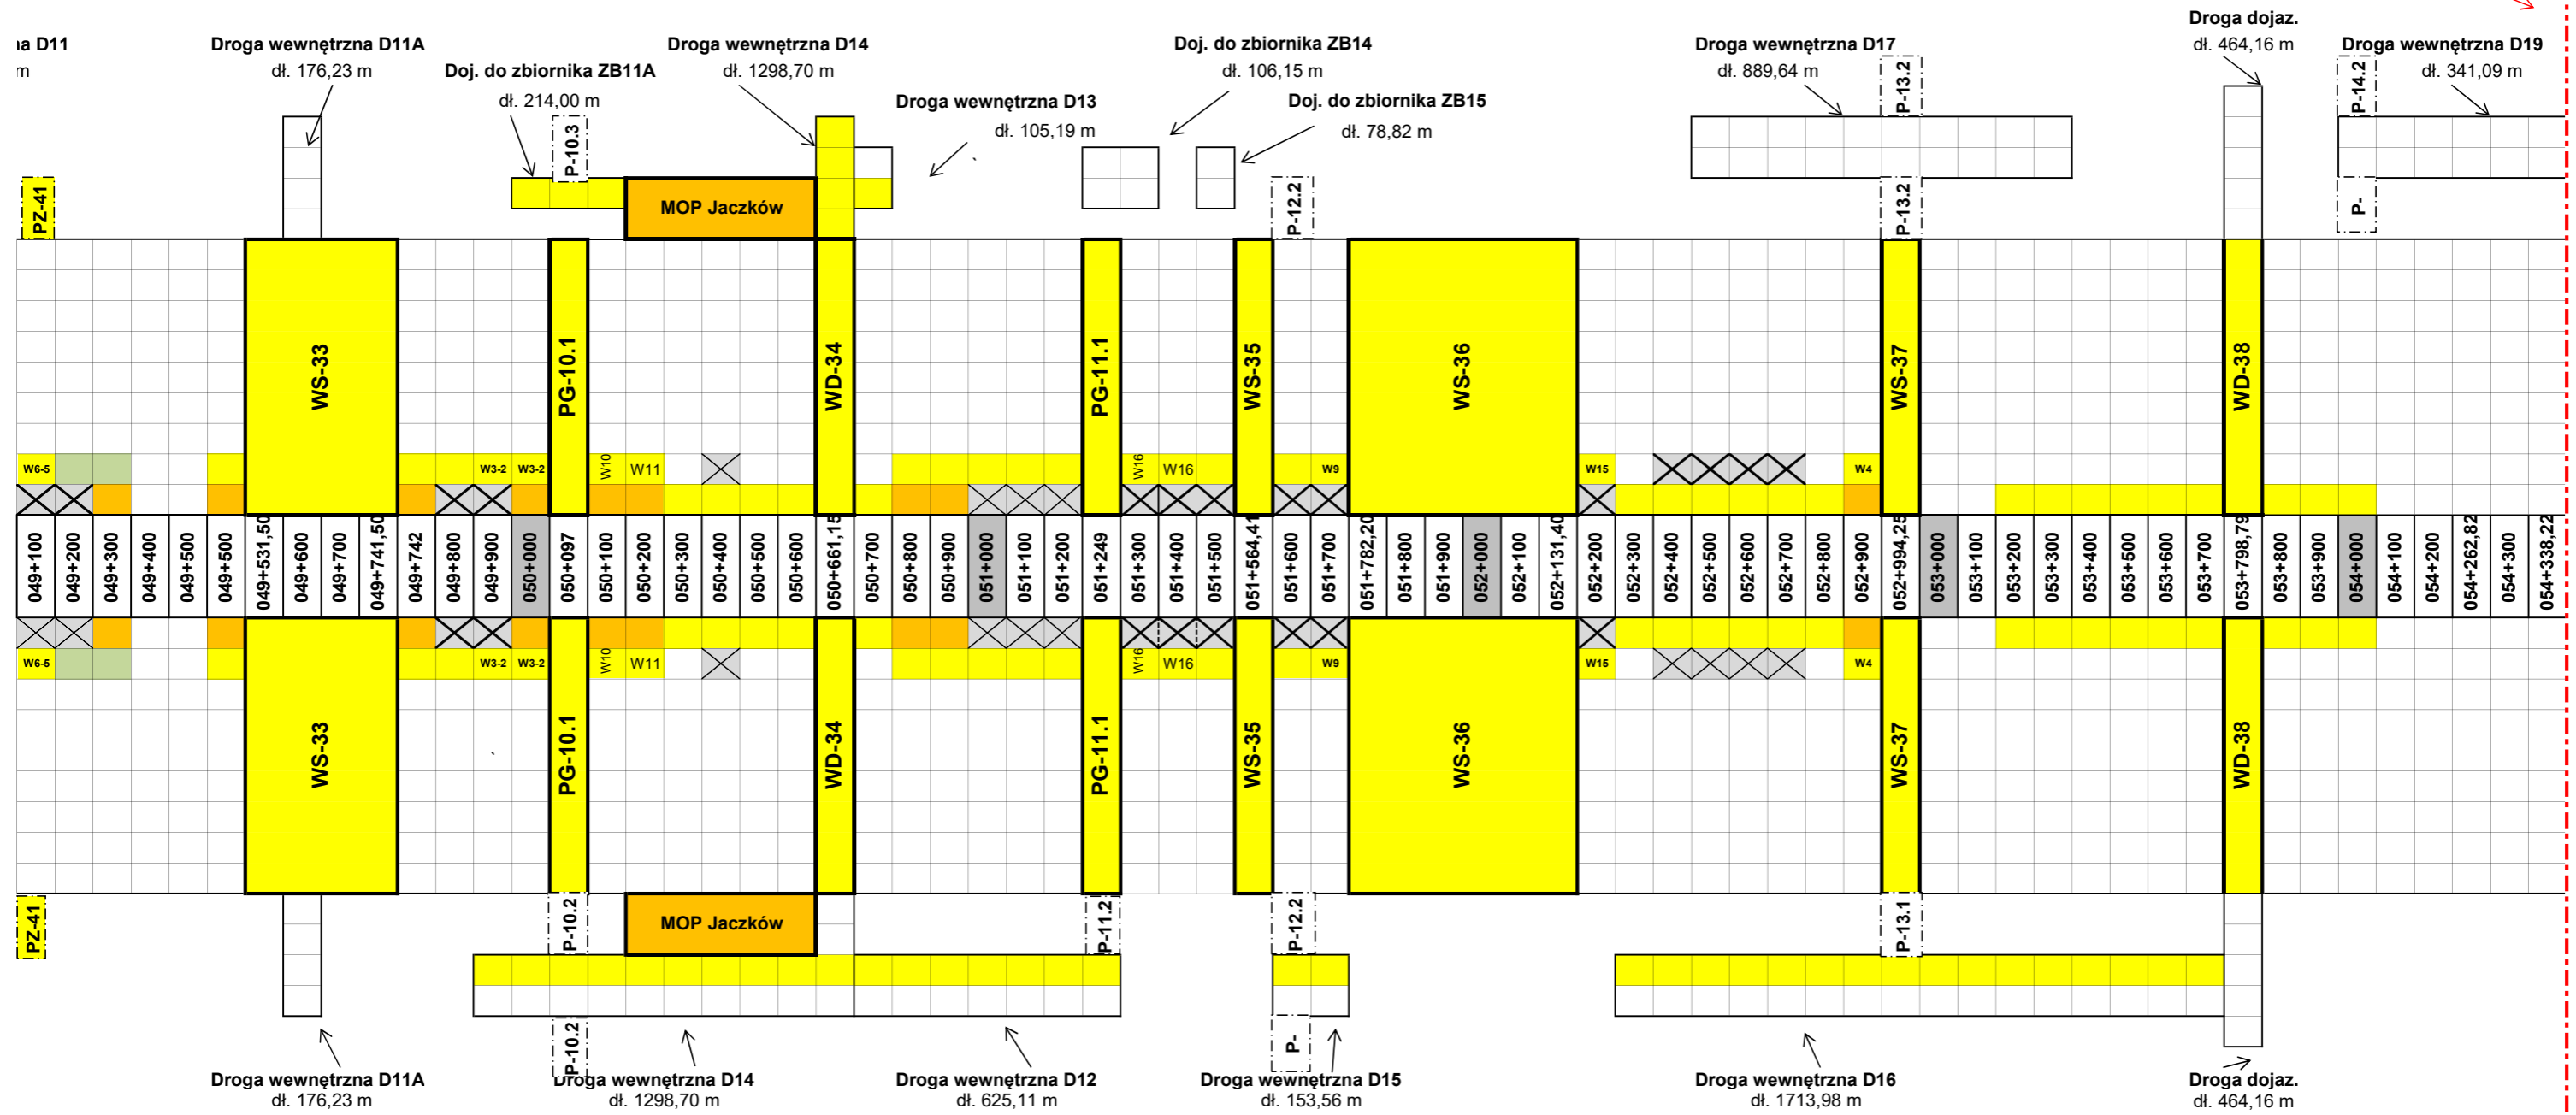 ıa D11
m
Droga wewnętrzna D11A
dł. 176,23 m
Doj. do zbiornika ZB11A
dł. 214,00 m
Droga wewnętrzna D14
dł. 1298,70 m
Droga wewnętrzna D13
dł. 105,19 m
Doj. do zbiornika ZB14
dł. 106,15 m
Doj. do zbiornika ZB15
dł. 78,82 m
Droga wewnętrzna D17
dł. 889,64 m
Droga dojaz.
dł. 464,16 m
Droga wewnętrzna D19
dł. 341,09 m
P-10.3
P-13.2
P-14.2
PZ-41
MOP Jaczków
P-12.2
P-13.2
P-
WS-33
PG-10.1
WD-34
PG-11.1
WS-35
WS-36
WS-37
WD-38
W6-5
W3-2
W3-2
W10
W11
W16
W16
W9
W15
W4
049+100
049+200
049+300
049+400
049+500
049+500
049+531,50
049+600
049+700
049+741,50
049+742
049+800
049+900
050+000
050+097
050+100
050+200
050+300
050+400
050+500
050+600
050+661,15
050+700
050+800
050+900
051+000
051+100
051+200
051+249
051+300
051+400
051+500
051+564,41
051+600
051+700
051+782,20
051+800
051+900
052+000
052+100
052+131,40
052+200
052+300
052+400
052+500
052+600
052+700
052+800
052+900
052+994,25
053+000
053+100
053+200
053+300
053+400
053+500
053+600
053+700
053+798,79
053+800
053+900
054+000
054+100
054+200
054+262,82
054+300
054+338,22
W6-5
W3-2
W3-2
W10
W11
W16
W16
W9
W15
W4
WS-33
PG-10.1
WD-34
PG-11.1
WS-35
WS-36
WS-37
WD-38
PZ-41
P-10.2
MOP Jaczków
P-11.2
P-12.2
P-13.1
P-10.2
P-
Droga wewnętrzna D11A
dł. 176,23 m
Droga wewnętrzna D14
dł. 1298,70 m
Droga wewnętrzna D12
dł. 625,11 m
Droga wewnętrzna D15
dł. 153,56 m
Droga wewnętrzna D16
dł. 1713,98 m
Droga dojaz.
dł. 464,16 m